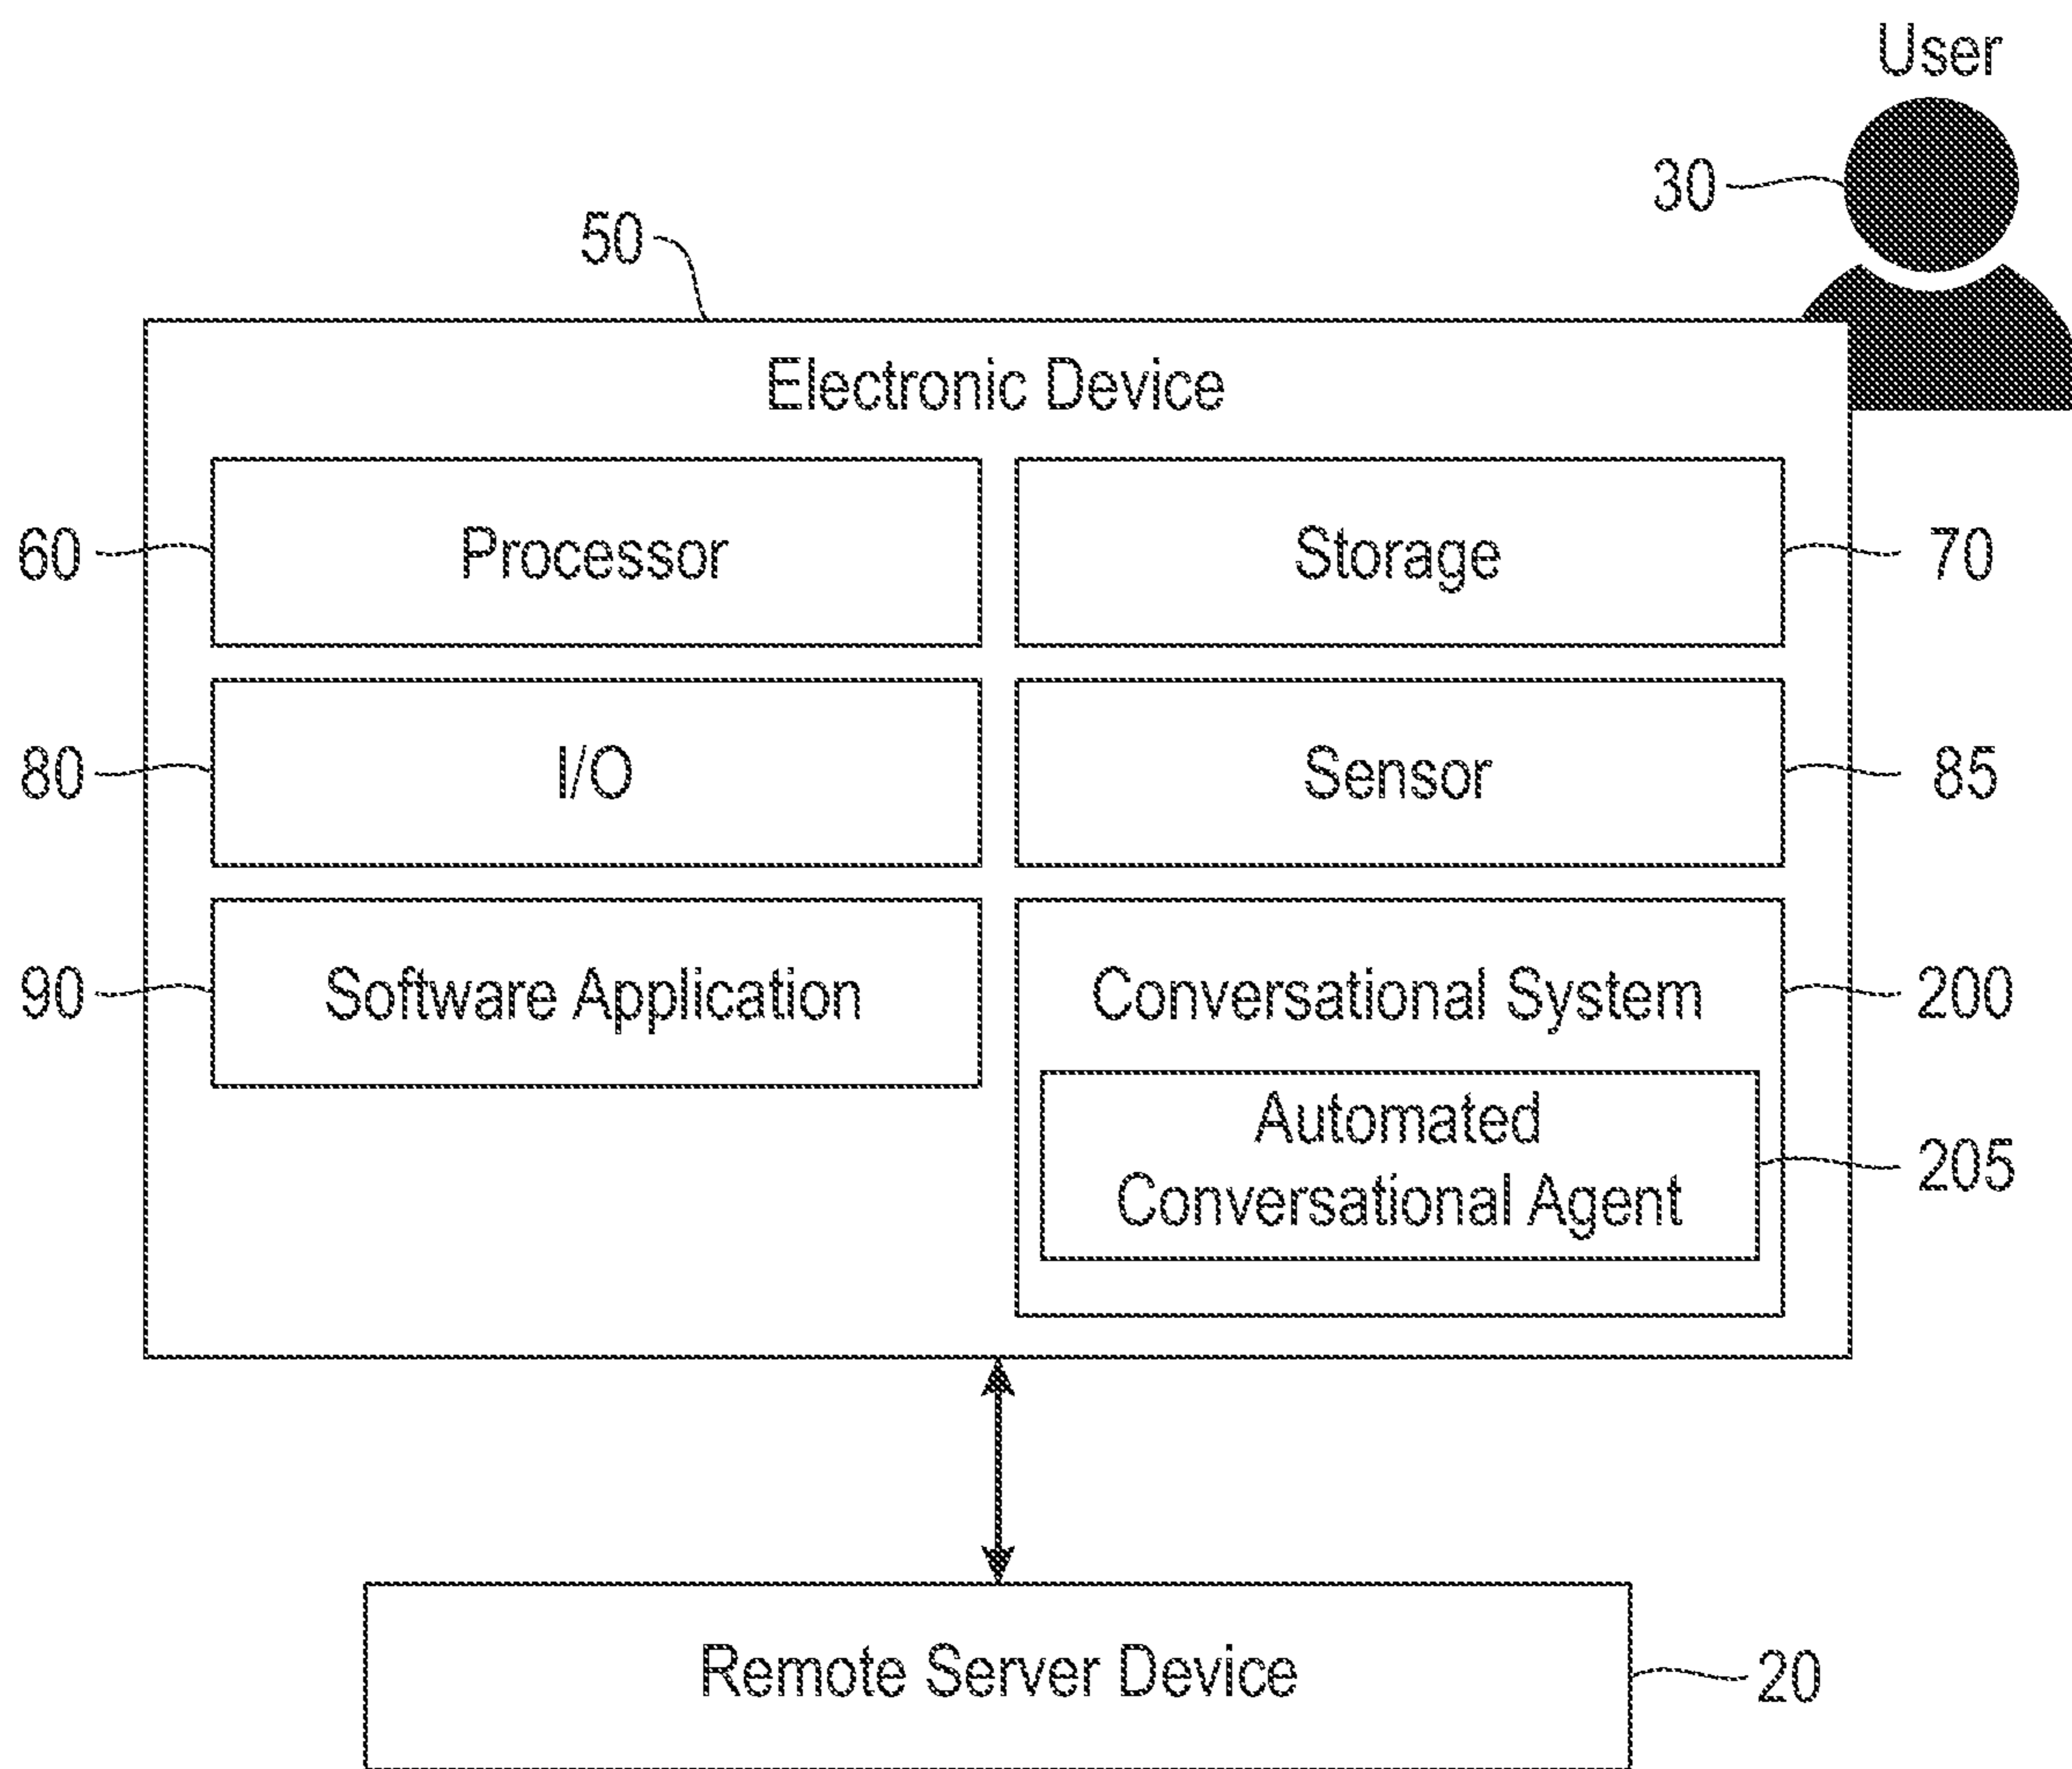 User
30
50
Electronic Device
60
Processor
Storage
70
80
I/O
Sensor
85
90
Software Application
Conversational System
200
Automated
Conversational Agent
205
Remote Server Device
20